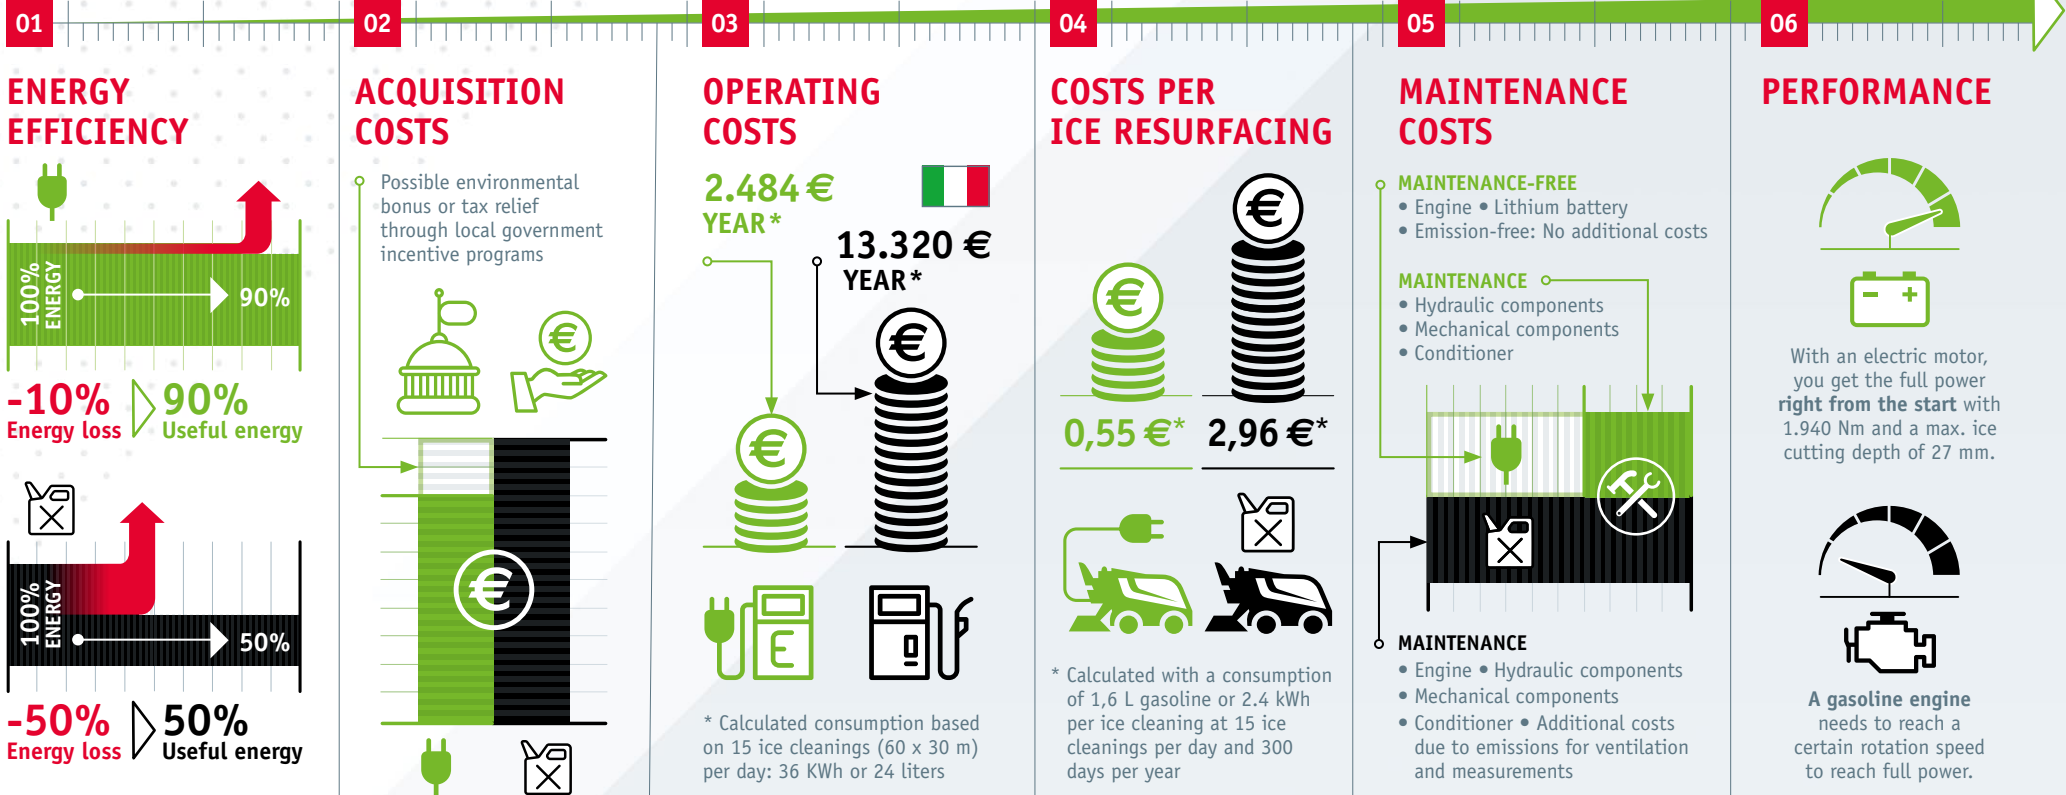 01
ENERGY
EFFICIENCY
100%
ENERGY
90%
-10%
Energy loss
90%
Useful energy
100%
ENERGY
50%
-50%
Energy loss
50%
Useful energy
02
ACQUISITION
COSTS
Possible environmental
bonus or tax relief
through local government
incentive programs
€
€
03
OPERATING
COSTS
2.484 €
YEAR*
13.320 €
YEAR*
€
€
E
* Calculated consumption based
on 15 ice cleanings (60 x 30 m)
per day: 36 KWh or 24 liters
04
COSTS PER
ICE RESURFACING
€
€
0,55 €*
2,96 €*
* Calculated with a consumption
of 1,6 L gasoline or 2.4 kWh
per ice cleaning at 15 ice
cleanings per day and 300
days per year
05
MAINTENANCE
COSTS
MAINTENANCE-FREE
• Engine • Lithium battery
• Emission-free: No additional costs
MAINTENANCE
• Hydraulic components
• Mechanical components
• Conditioner
MAINTENANCE
• Engine • Hydraulic components
• Mechanical components
• Conditioner • Additional costs
due to emissions for ventilation
and measurements
06
PERFORMANCE
- +
With an electric motor,
you get the full power
right from the start with
1.940 Nm and a max. ice
cutting depth of 27 mm.
A gasoline engine
needs to reach a
certain rotation speed
to reach full power.